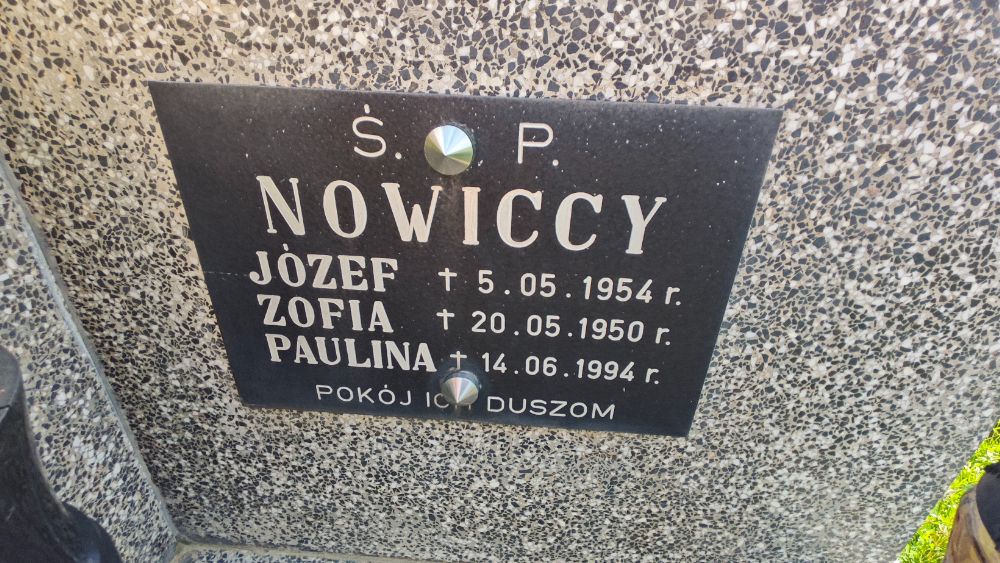 Ś. P.
NOWICCY
JÓZEF † 5.05.1954 r.
ZOFIA † 20.05.1950 r.
PAULINA † 14.06.1994 r.
POKÓJ ICH DUSZOM